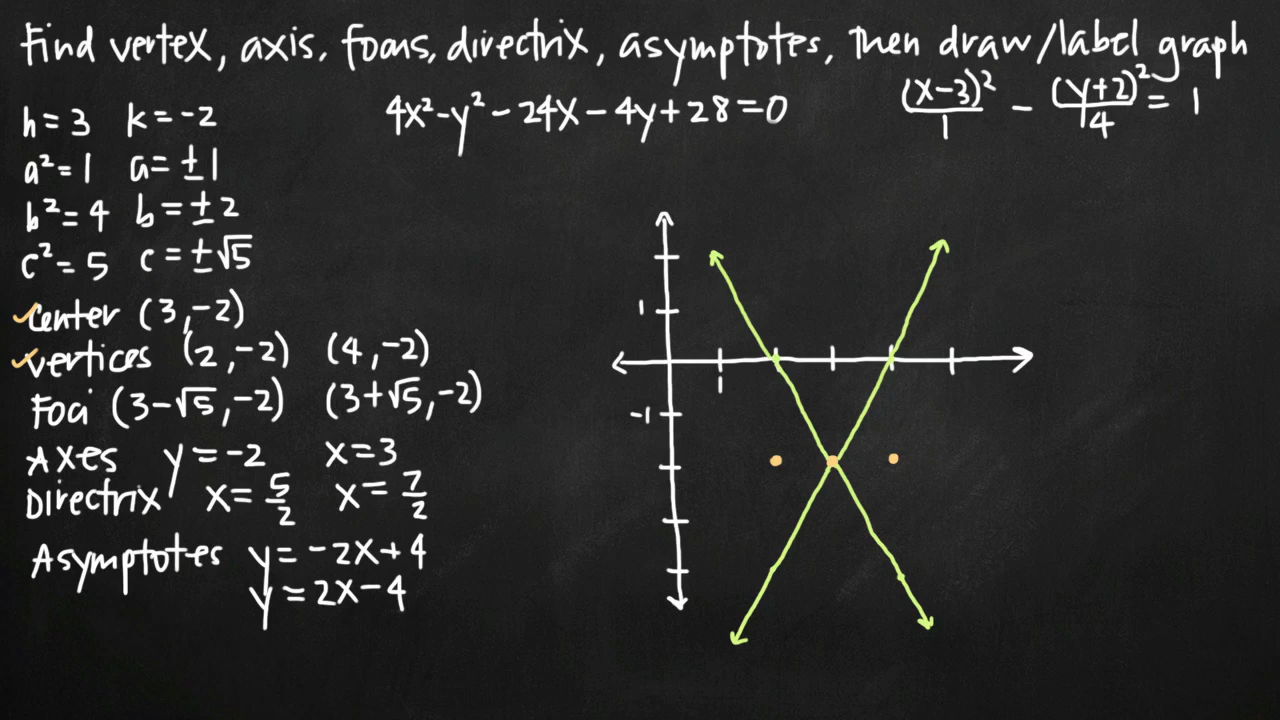 Find vertex, axis, focus, directrix, asymptotes, then draw/label graph
4x²-y²-24x-4y+28=0
(x-3)²/1 - (y+2)²/4 = 1
h=3 k=-2
a²=1 a=±1
b²=4 b=±2
c²=5 c=±√5
center (3,-2)
vertices (2,-2) (4,-2)
Foci (3-√5,-2) (3+√5,-2)
Axes y=-2 x=3
Directrix x=5/2 x=7/2
Asymptotes y=-2x+4
y=2x-4
1
1
-1